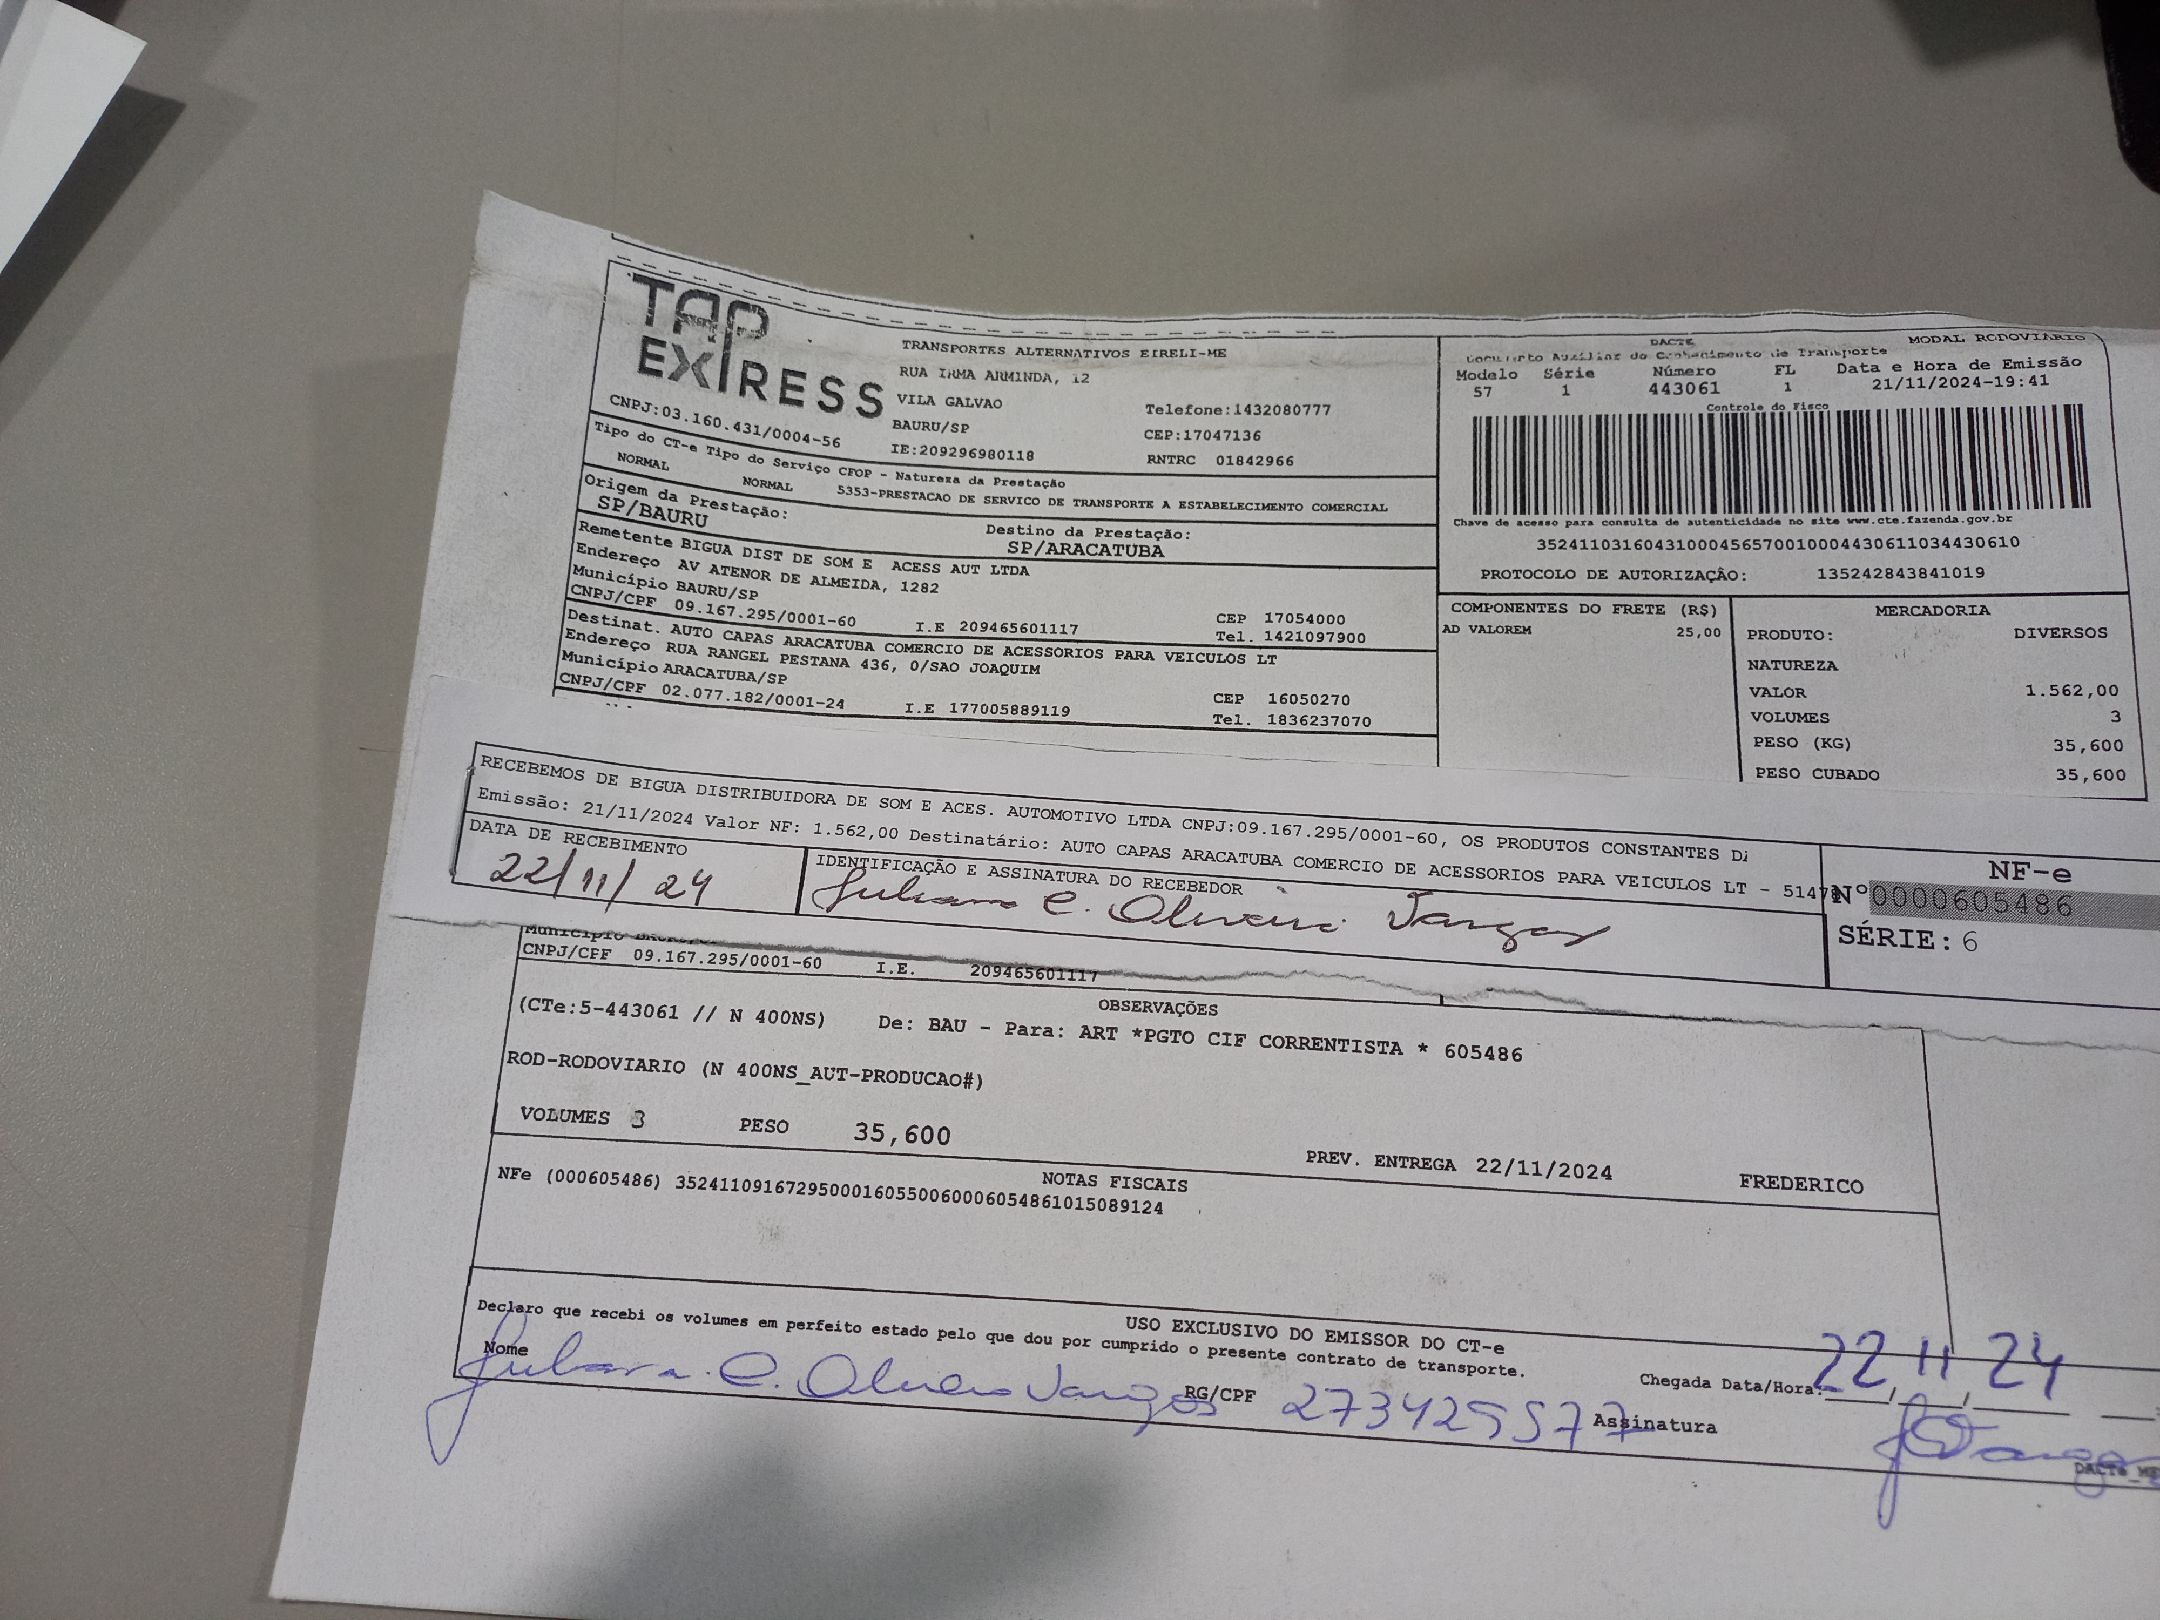 TAP
EXPRESS
CNPJ:03.160.431/0004-56
TRANSPORTES ALTERNATIVOS EIRELI-ME
RUA IRMA ARMINDA, 12
VILA GALVAO
BAURU/SP
IE:209296980118
Telefone:1432080777
CEP:17047136
RNTRC 01842966
DACTE
MODAL RODOVIÁRIO
Documento Auxiliar do Conhecimento de Transporte
Modelo Série Número FL Data e Hora de Emissão
57 1 443061 1 21/11/2024-19:41
Controle do Fisco
Chave de acesso para consulta de autenticidade no site www.cte.fazenda.gov.br
35241103160431000456570010004430611034430610
PROTOCOLO DE AUTORIZAÇÃO: 135242843841019
Tipo do CT-e Tipo do Serviço CFOP - Natureza da Prestação
NORMAL NORMAL 5353-PRESTACAO DE SERVICO DE TRANSPORTE A ESTABELECIMENTO COMERCIAL
Origem da Prestação:
SP/BAURU
Destino da Prestação:
SP/ARACATUBA
Remetente BIGUA DIST DE SOM E ACESS AUT LTDA
Endereço AV ATENOR DE ALMEIDA, 1282
Município BAURU/SP CEP 17054000
CNPJ/CPF 09.167.295/0001-60 I.E 209465601117 Tel. 1421097900
Destinat. AUTO CAPAS ARACATUBA COMERCIO DE ACESSORIOS PARA VEICULOS LT
Endereço RUA RANGEL PESTANA 436, 0/SAO JOAQUIM
Município ARACATUBA/SP CEP 16050270
CNPJ/CPF 02.077.182/0001-24 I.E 177005889119 Tel. 1836237070
COMPONENTES DO FRETE (R$)
AD VALOREM 25,00
MERCADORIA
PRODUTO: DIVERSOS
NATUREZA
VALOR 1.562,00
VOLUMES 3
PESO (KG) 35,600
PESO CUBADO 35,600
RECEBEMOS DE BIGUA DISTRIBUIDORA DE SOM E ACES. AUTOMOTIVO LTDA CNPJ:09.167.295/0001-60, OS PRODUTOS CONSTANTES
Emissão: 21/11/2024 Valor NF: 1.562,00 Destinatário: AUTO CAPAS ARACATUBA COMERCIO DE ACESSORIOS PARA VEICULOS LT -
DATA DE RECEBIMENTO
22/11/24
IDENTIFICAÇÃO E ASSINATURA DO RECEBEDOR
Juliana C. Oliveira Vargas
NF-e
Nº0000605486
SÉRIE: 6
Município
CNPJ/CPF 09.167.295/0001-60 I.E. 209465601117
OBSERVAÇÕES
(CTe:5-443061 // N 400NS) De: BAU - Para: ART *PGTO CIF CORRENTISTA * 605486
ROD-RODOVIARIO (N 400NS_AUT-PRODUCAO#)
VOLUMES 3 PESO 35,600
PREV. ENTREGA 22/11/2024 FREDERICO
NOTAS FISCAIS
NFe (000605486) 35241109167295000160550060006054861015089124
USO EXCLUSIVO DO EMISSOR DO CT-e
Declaro que recebi os volumes em perfeito estado pelo que dou por cumprido o presente contrato de transporte.
Nome Juliana C. Oliveira Vargas RG/CPF 273425577 Assinatura
Chegada Data/Hora: 22 11 24